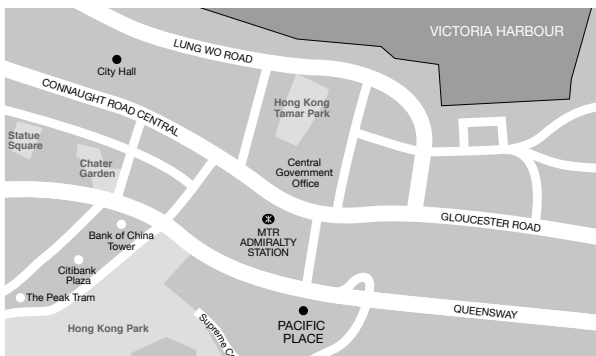 VICTORIA HARBOUR
LUNG WO ROAD
City Hall
CONNAUGHT ROAD CENTRAL
Hong Kong
Tamar Park
Statue
Square
Chater
Garden
Central
Government
Office
MTR
ADMIRALTY
STATION
GLOUCESTER ROAD
Bank of China
Tower
Citibank
Plaza
The Peak Tram
Hong Kong Park
Supreme
PACIFIC
PLACE
QUEENSWAY